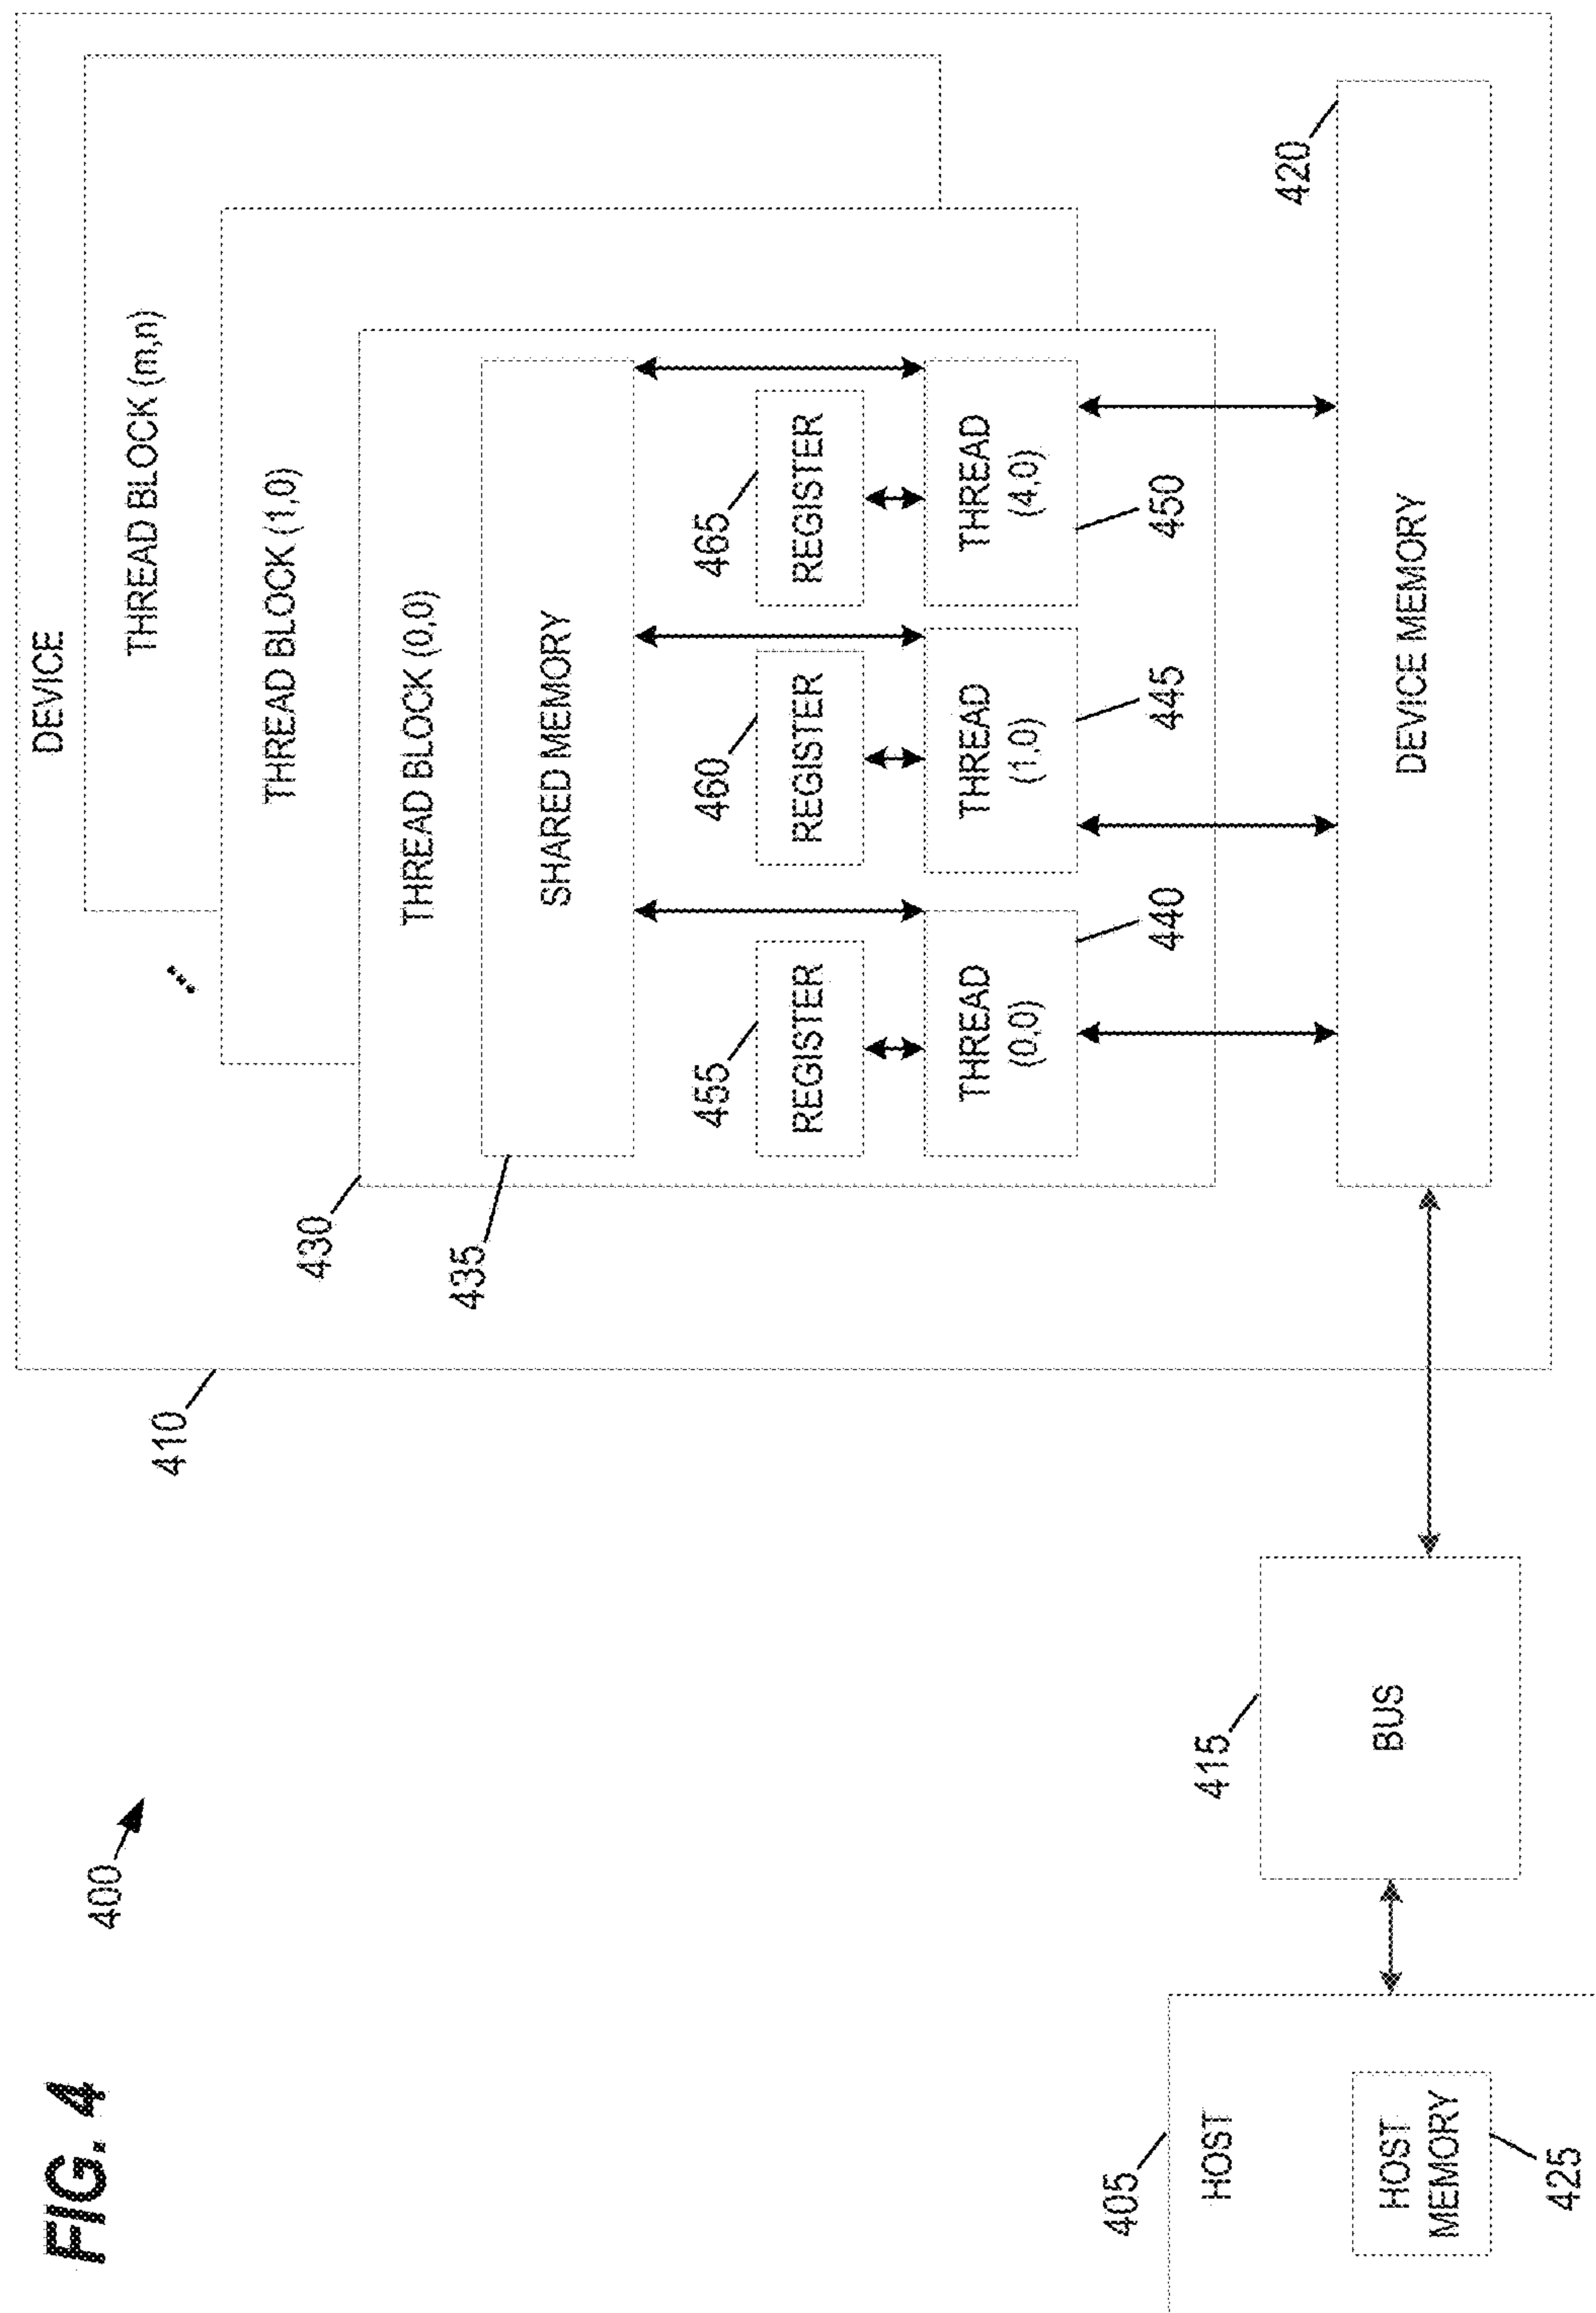 FIG. 4
400
DEVICE
410
THREAD BLOCK (m,n)
...
THREAD BLOCK (1,0)
430
THREAD BLOCK (0,0)
435
SHARED MEMORY
455
REGISTER
460
REGISTER
465
REGISTER
THREAD
(0,0)
440
THREAD
(1,0)
445
THREAD
(4,0)
450
420
DEVICE MEMORY
415
BUS
405
HOST
HOST
MEMORY
425